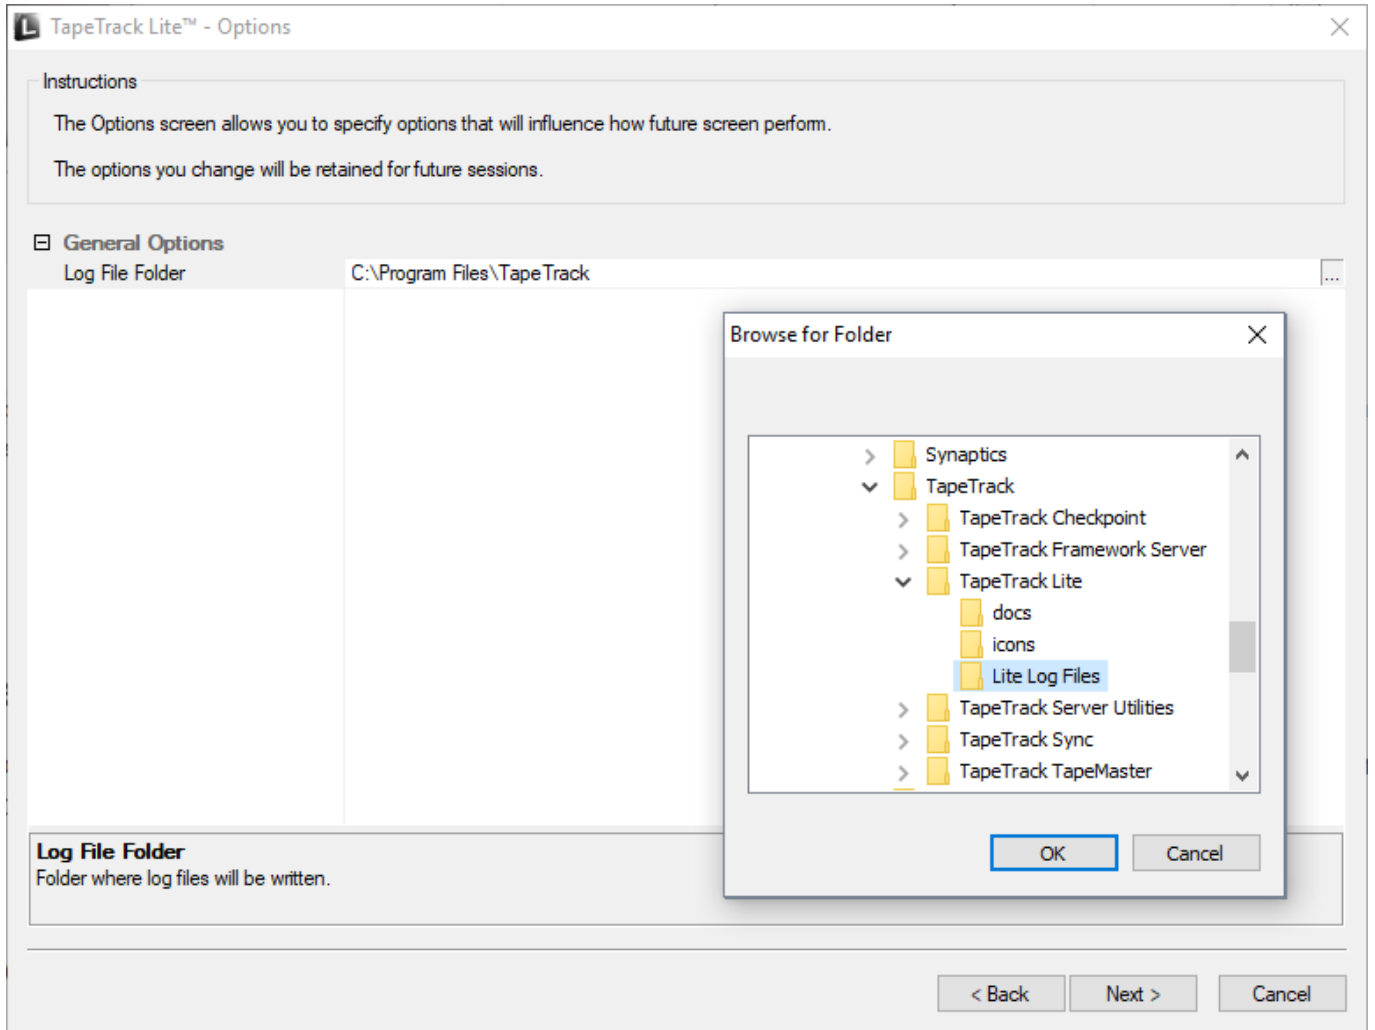 TapeTrack Lite™ - Options
Instructions
The Options screen allows you to specify options that will influence how future screen perform.
The options you change will be retained for future sessions.
General Options
Log File Folder
C:\Program Files\TapeTrack
...
Browse for Folder
Synaptics
TapeTrack
TapeTrack Checkpoint
TapeTrack Framework Server
TapeTrack Lite
docs
icons
Lite Log Files
TapeTrack Server Utilities
TapeTrack Sync
TapeTrack TapeMaster
OK
Cancel
Log File Folder
Folder where log files will be written.
< Back
Next >
Cancel